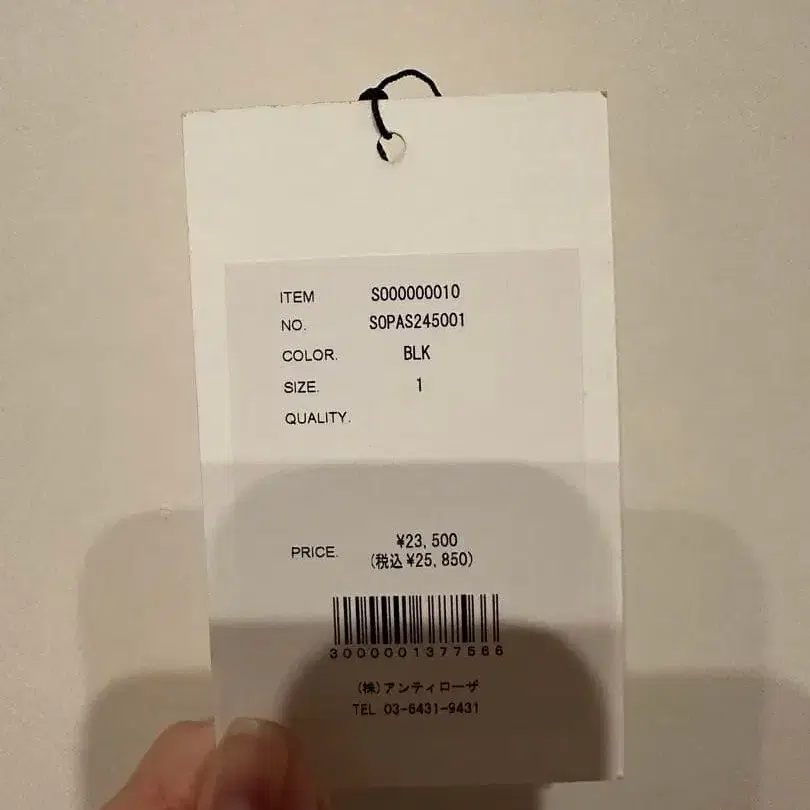 ITEM S000000010
NO. SOPAS245001
COLOR. BLK
SIZE. 1
QUALITY.
PRICE. ¥23,500
(税込¥25,850)
3000001377566
(株)アンティローザ
TEL 03-6431-9431